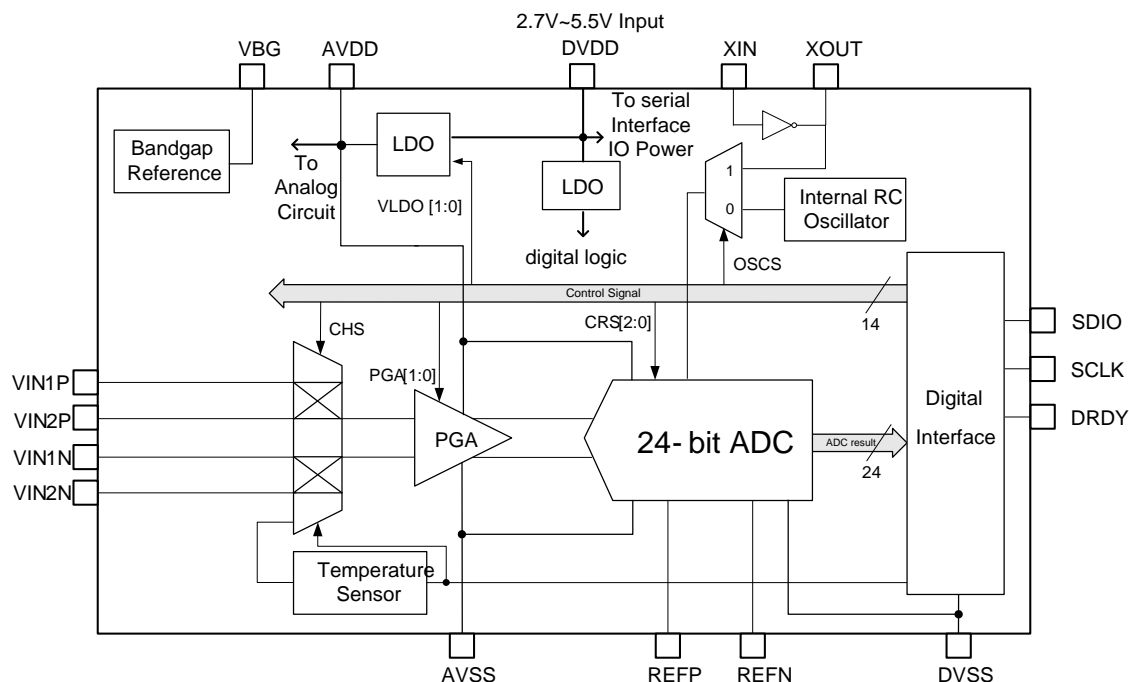 2.7V~5.5V Input
VBG
AVDD
DVDD
XIN
XOUT
To serial
Interface
IO Power
Bandgap
Reference
To
Analog
Circuit
LDO
LDO
VLDO [1:0]
digital logic
1
0
Internal RC
Oscillator
OSCS
Control Signal
14
CHS
PGA[1:0]
CRS[2:0]
VIN1P
VIN2P
VIN1N
VIN2N
PGA
24- bit ADC
ADC result
24
Digital
Interface
SDIO
SCLK
DRDY
Temperature
Sensor
AVSS
REFP
REFN
DVSS